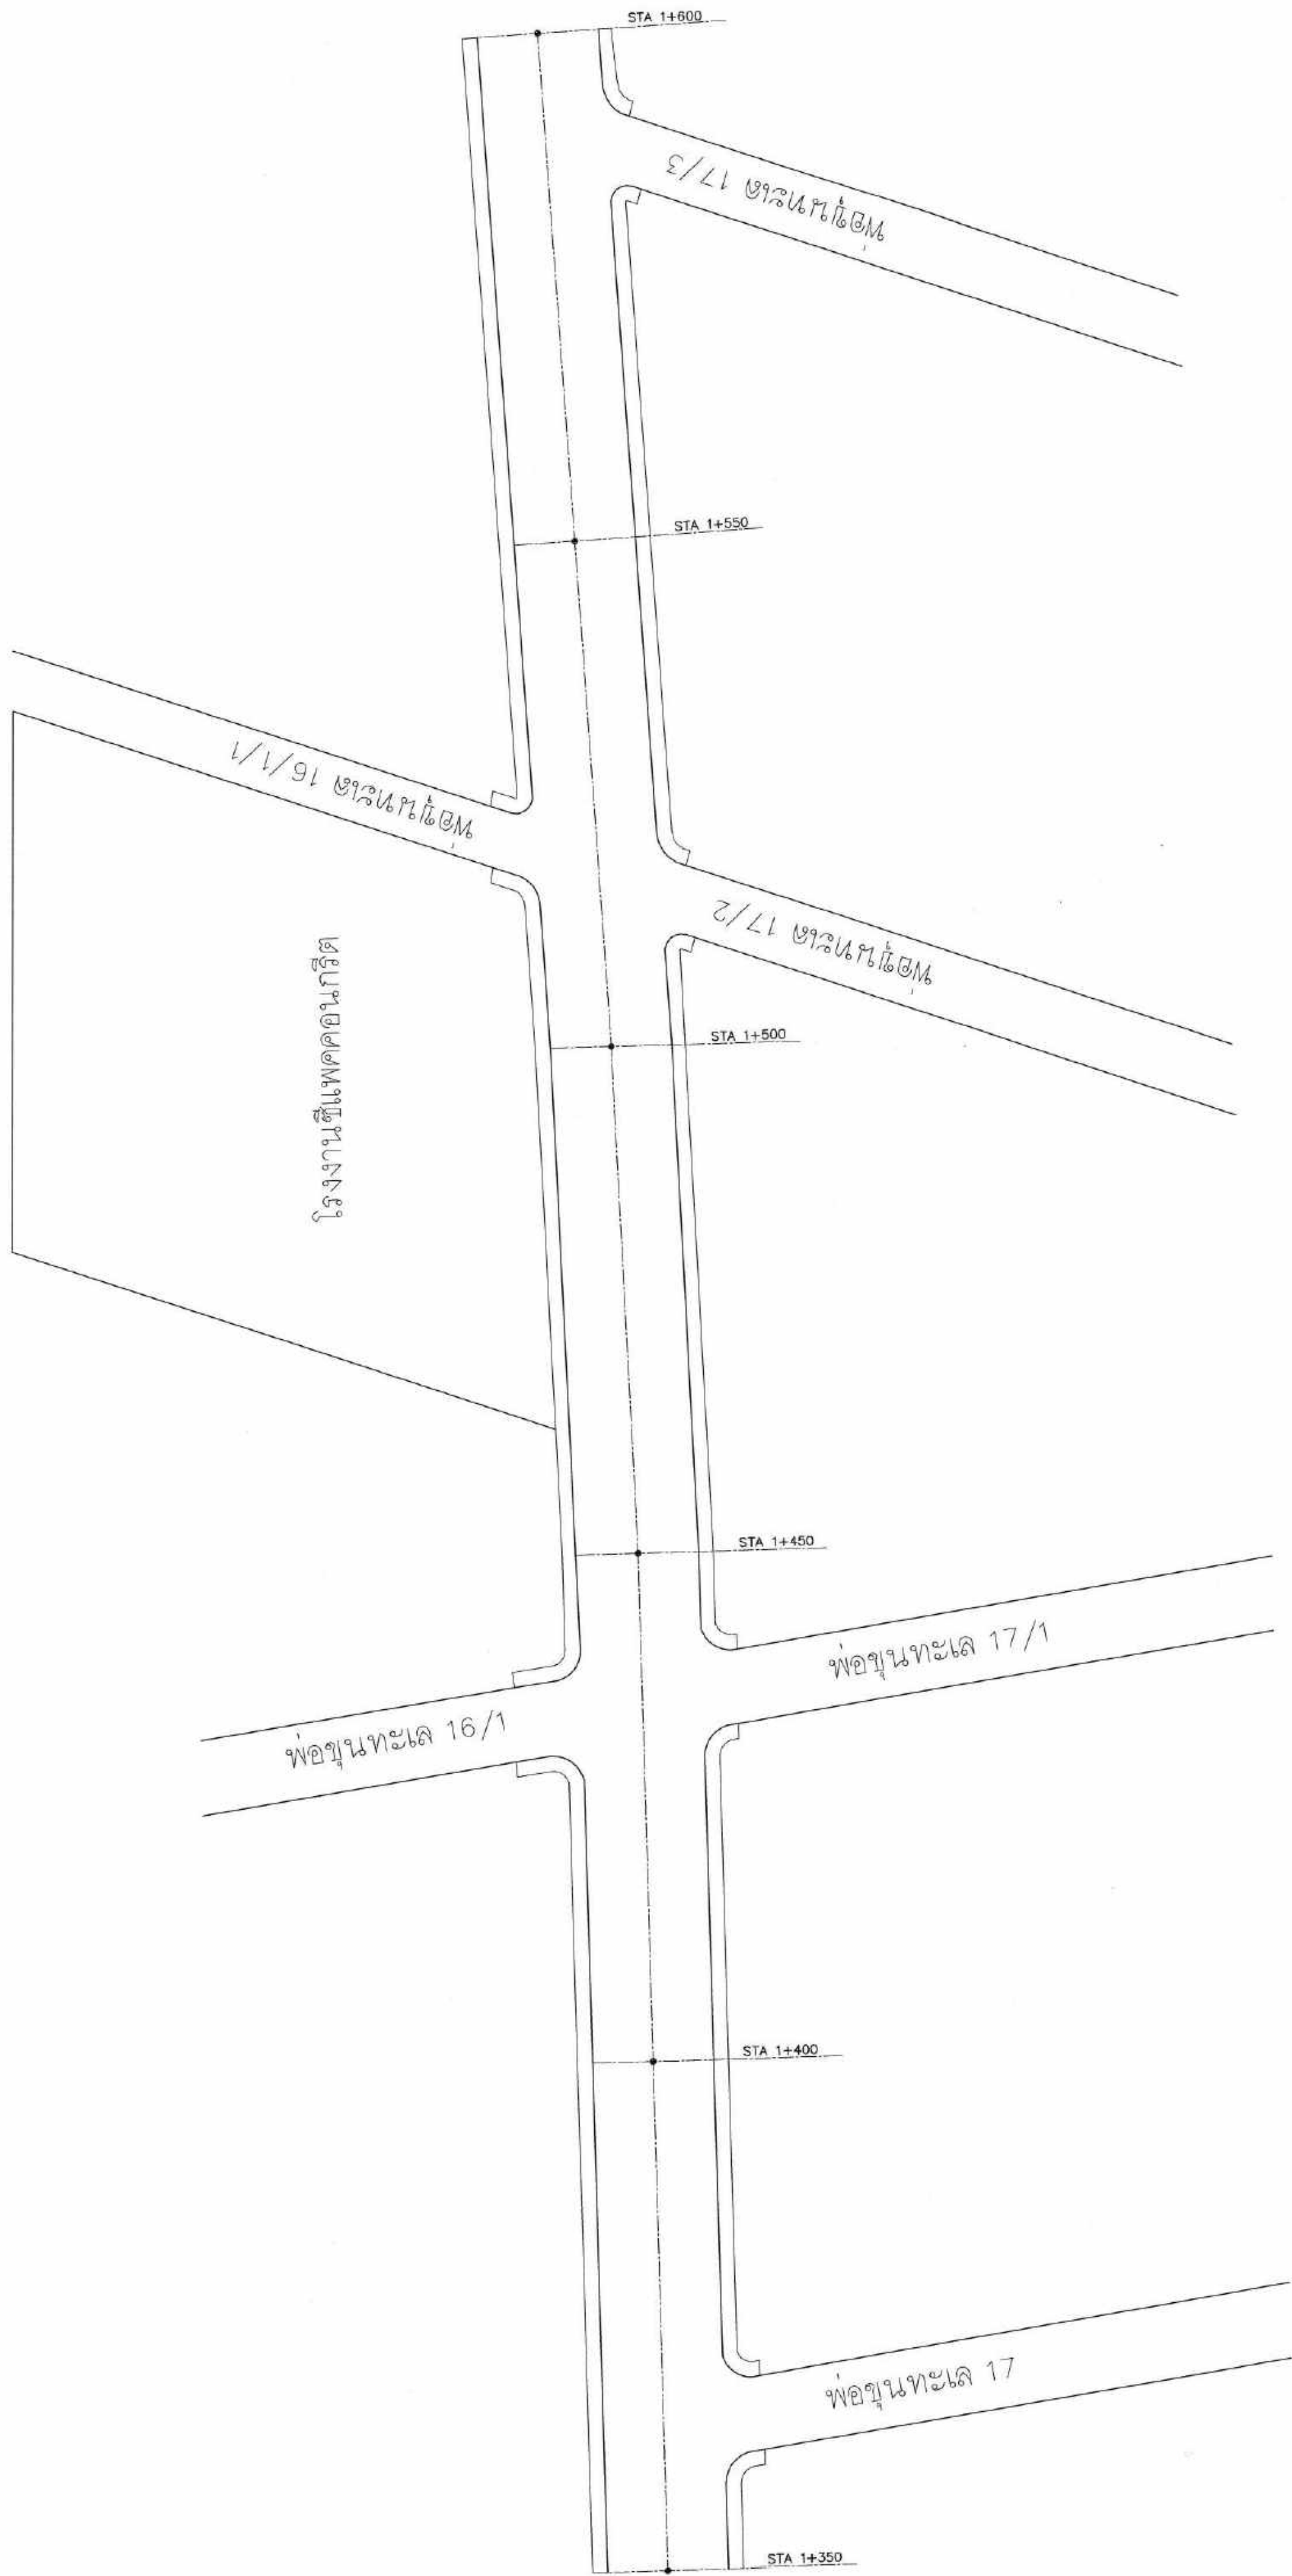 STA 1+600
พ่อขุนทะเล 17/3
STA 1+550
พ่อขุนทะเล 16/1/1
พ่อขุนทะเล 17/2
โรงงานซีแพคคอนกรีต
STA 1+500
STA 1+450
พ่อขุนทะเล 17/1
พ่อขุนทะเล 16/1
STA 1+400
พ่อขุนทะเล 17
STA 1+350